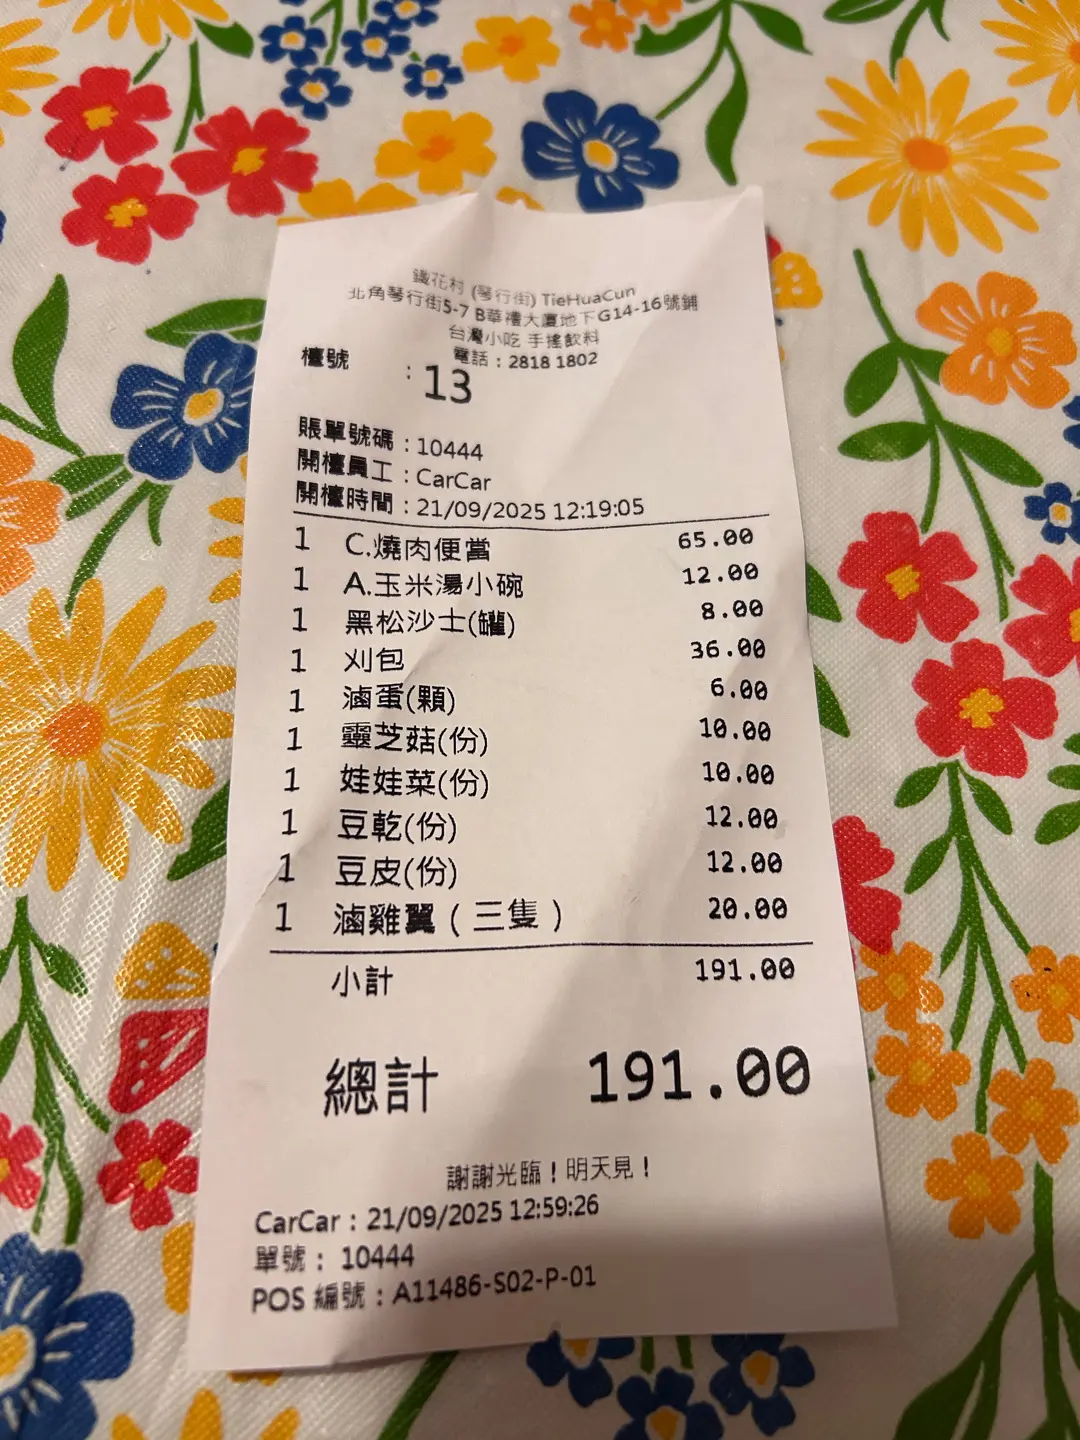 鐵花村 (琴行街) TieHuaCun
北角琴行街5-7 B華禮大廈地下G14-16號鋪
台灣小吃 手搖飲料
電話：2818 1802
檯號 : 13
賬單號碼 : 10444
開檯員工 : CarCar
開檯時間 : 21/09/2025 12:19:05
1 C.燒肉便當 65.00
1 A.玉米湯小碗 12.00
1 黑松沙士(罐) 8.00
1 刈包 36.00
1 滷蛋(顆) 6.00
1 靈芝菇(份) 10.00
1 娃娃菜(份) 10.00
1 豆乾(份) 12.00
1 豆皮(份) 12.00
1 滷雞翼（三隻） 20.00
小計 191.00
總計 191.00
謝謝光臨！明天見！
CarCar : 21/09/2025 12:59:26
單號 : 10444
POS 編號 : A11486-S02-P-01